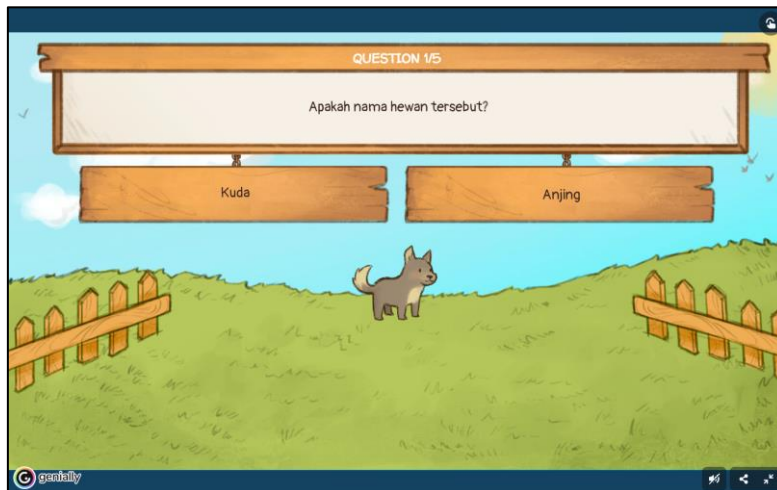 QUESTION 1/5
Apakah nama hewan tersebut?
Kuda
Anjing
genially